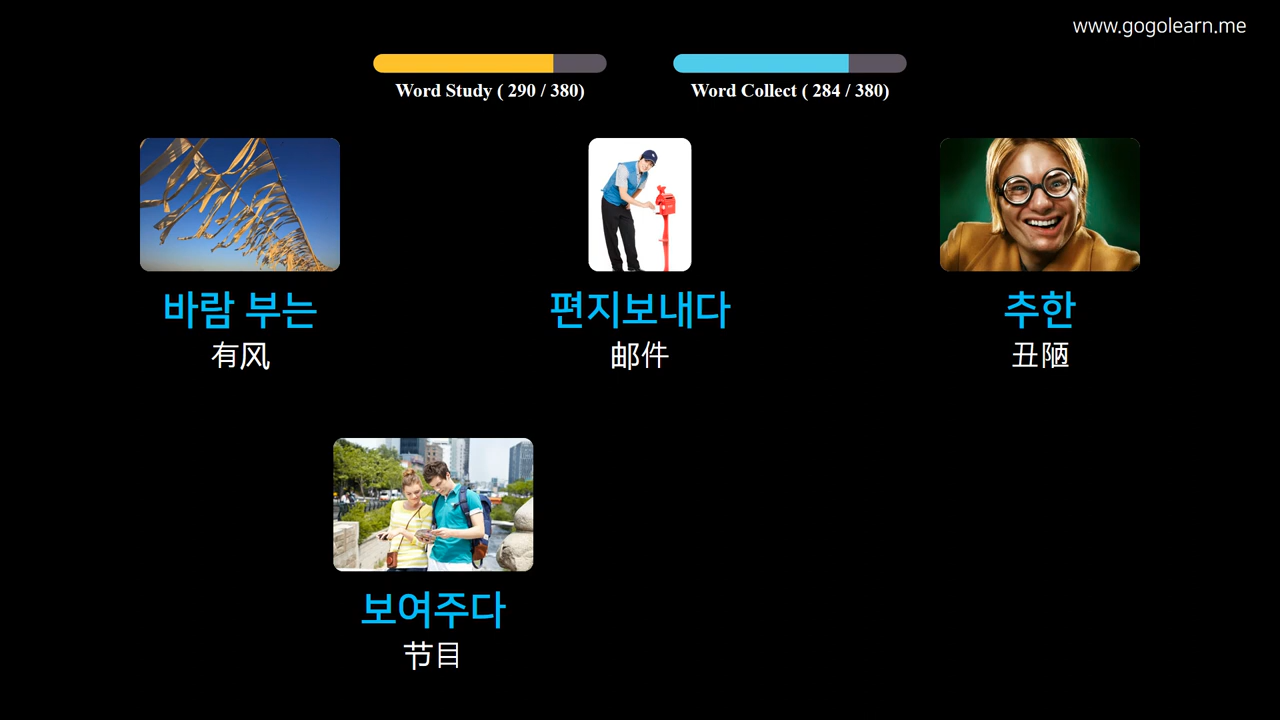 www.gogolearn.me
Word Study ( 290 / 380)
Word Collect ( 284 / 380)
바람 부는
有风
편지보내다
邮件
추한
丑陋
보여주다
节目